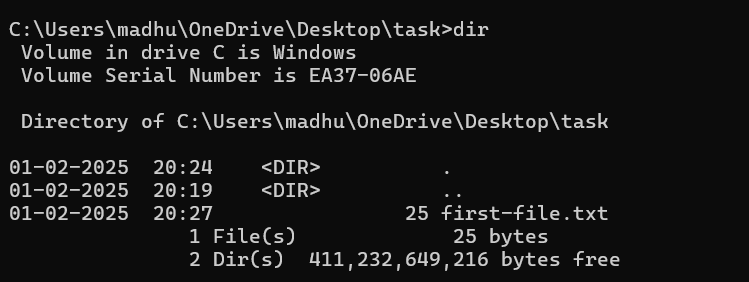 C:\Users\madhu\OneDrive\Desktop\task>dir
 Volume in drive C is Windows
 Volume Serial Number is EA37-06AE

 Directory of C:\Users\madhu\OneDrive\Desktop\task

01-02-2025  20:24    <DIR>          .
01-02-2025  20:19    <DIR>          ..
01-02-2025  20:27                25 first-file.txt
               1 File(s)             25 bytes
               2 Dir(s)  411,232,649,216 bytes free